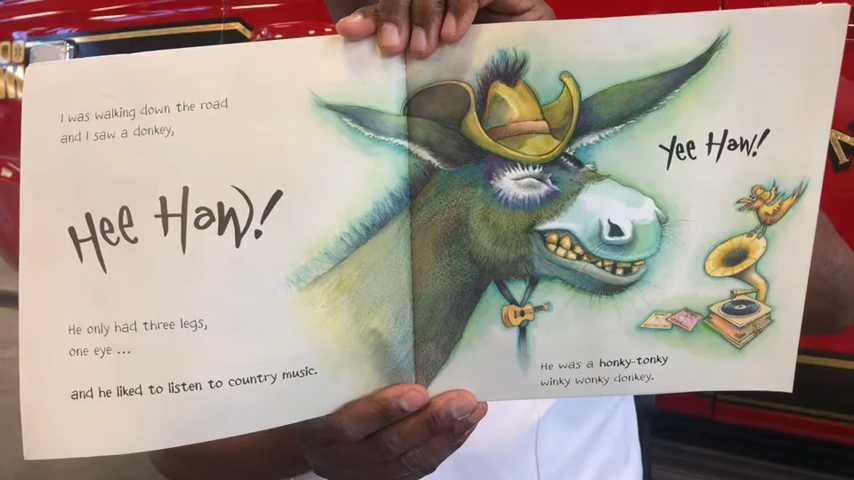 I was walking down the road
and I saw a donkey,
Hee Haw!
He only had three legs,
one eye ...
and he liked to listen to country music.
Yee Haw!
He was a honky-tonky
winky wonky donkey.